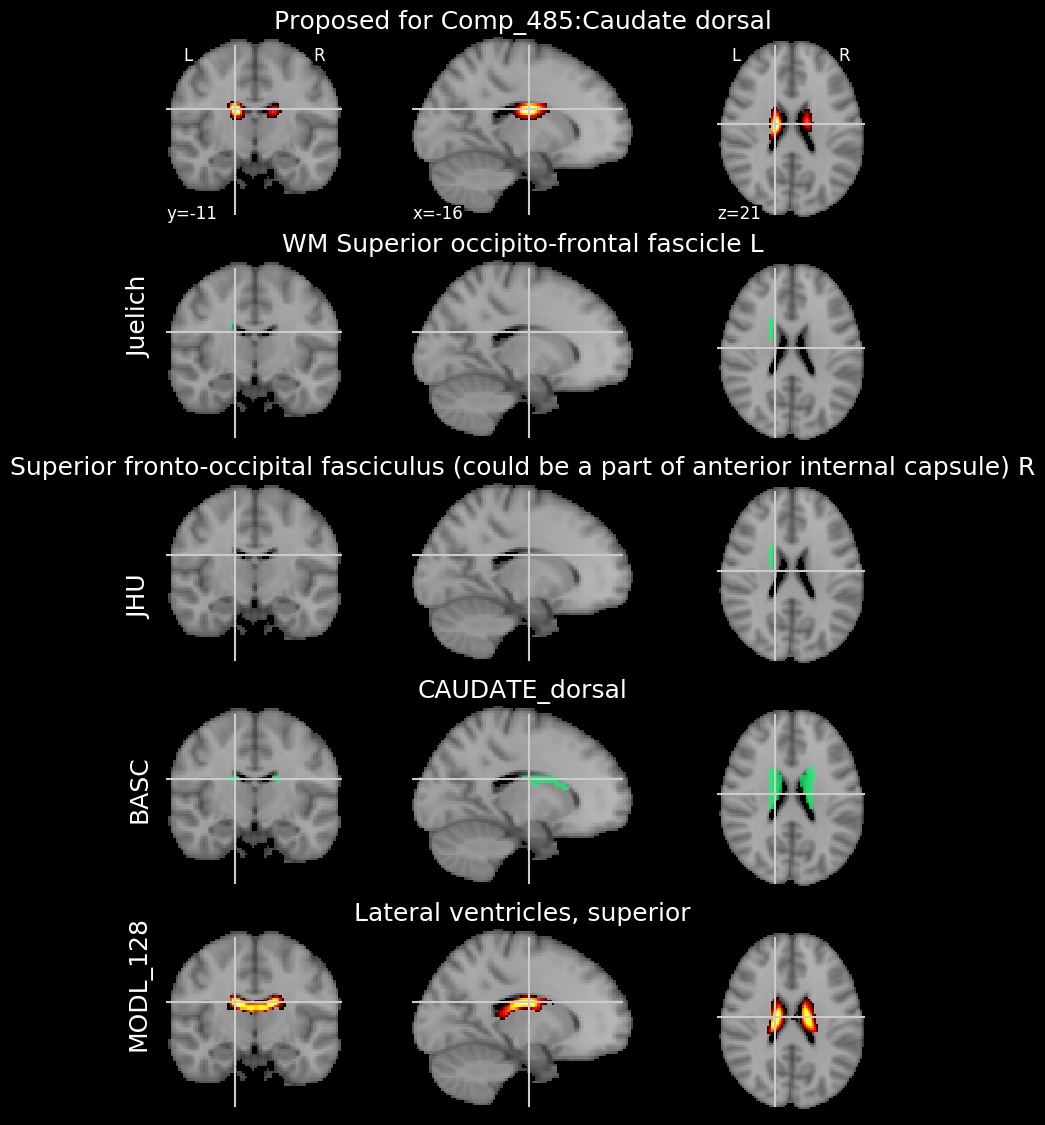 Proposed for Comp_485:Caudate dorsal
L R L R
y=-11 x=-16 z=21
WM Superior occipito-frontal fascicle L
Juelich
Superior fronto-occipital fasciculus (could be a part of anterior internal capsule) R
JHU
CAUDATE_dorsal
BASC
Lateral ventricles, superior
MODL_128